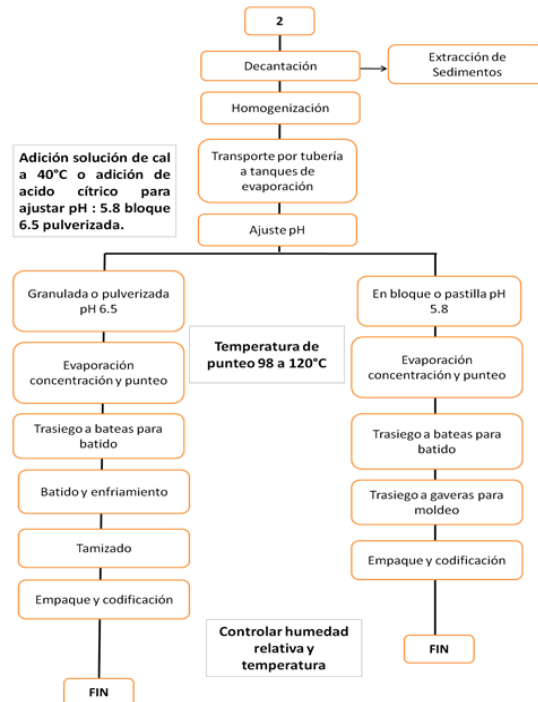 2
Decantación
Extracción de
Sedimentos
Homogenización
Adición solución de cal
a 40°C o adición de
acido cítrico para
ajustar pH : 5.8 bloque
6.5 pulverizada.
Transporte por tubería
a tanques de
evaporación
Ajuste pH
Granulada o pulverizada
pH 6.5
En bloque o pastilla pH
5.8
Temperatura de
punteo 98 a 120°C
Evaporación
concentración y punteo
Evaporación
concentración y punteo
Trasiego a bateas para
batido
Trasiego a bateas para
batido
Batido y enfriamiento
Trasiego a gaveras para
moldeo
Tamizado
Empaque y codificación
Empaque y codificación
Controlar humedad
relativa y
temperatura
FIN
FIN